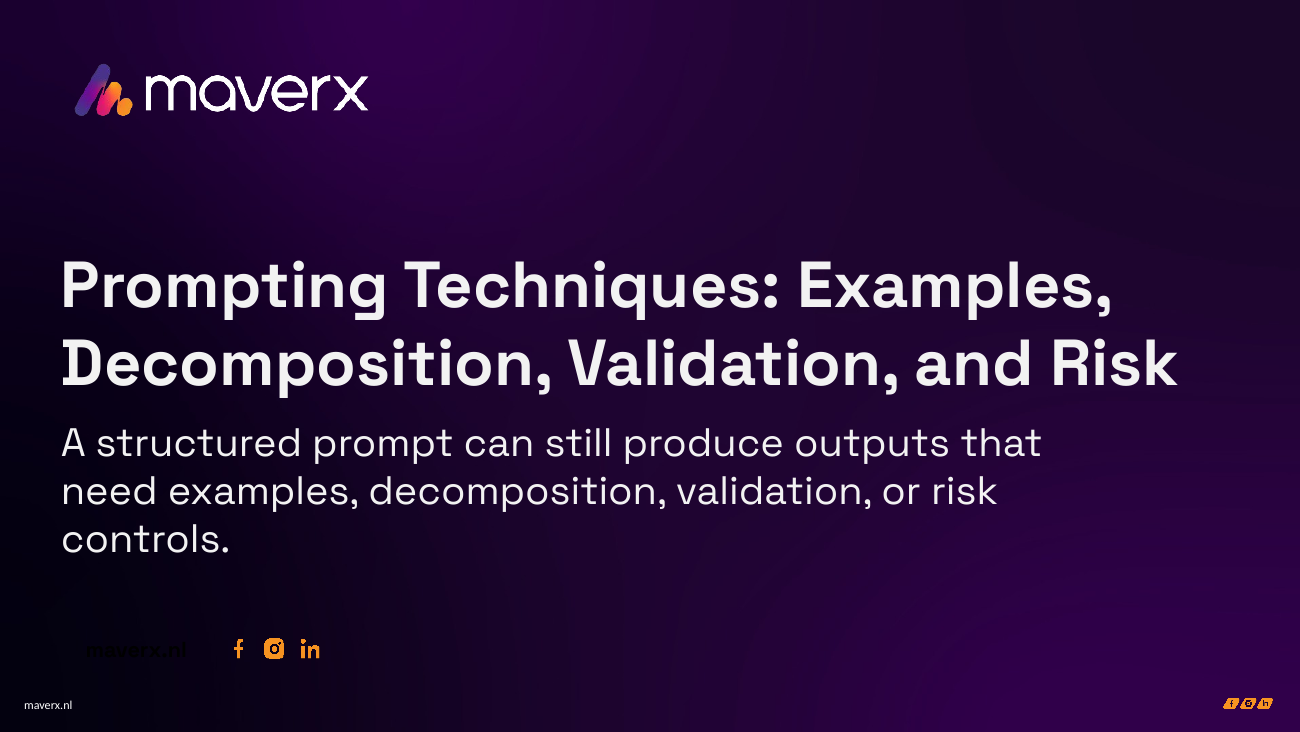 maverx
Prompting Techniques: Examples,
Decomposition, Validation, and Risk
A structured prompt can still produce outputs that
need examples, decomposition, validation, or risk
controls.
maverx.nl
maverx.nl